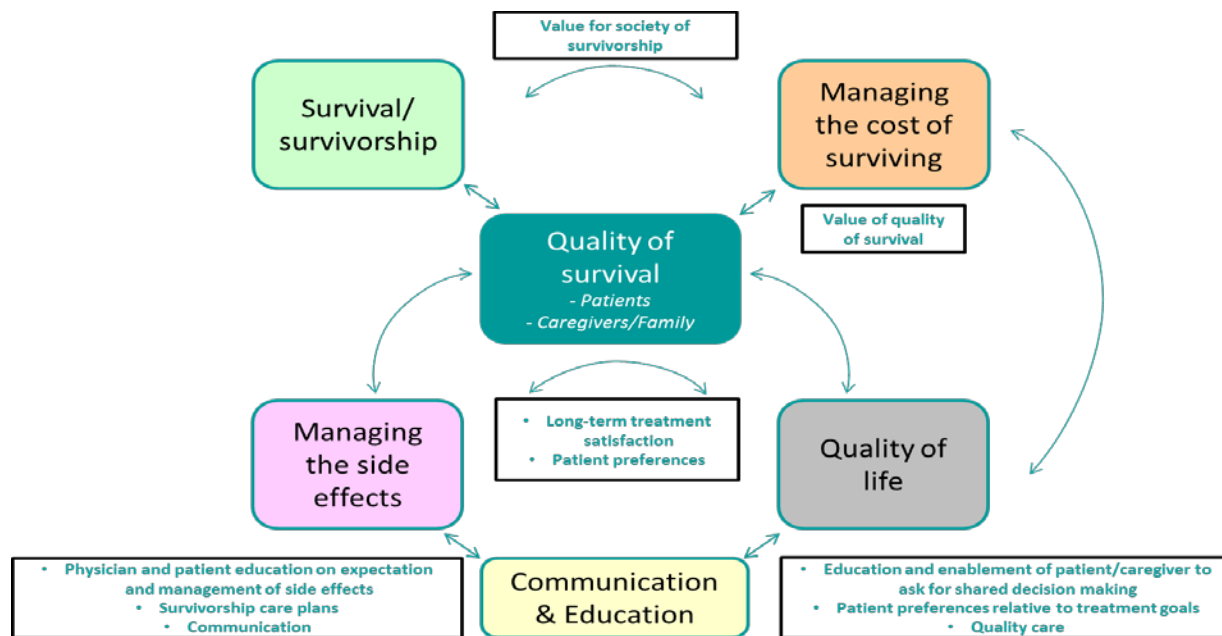 Value for society of
survivorship
Survival/
survivorship
Managing
the cost of
surviving
Value of quality
of survival
Quality of
survival
- Patients
- Caregivers/Family
• Long-term treatment
satisfaction
• Patient preferences
Managing
the side
effects
Quality of
life
• Physician and patient education on expectation
and management of side effects
• Survivorship care plans
• Communication
Communication
& Education
• Education and enablement of patient/caregiver to
ask for shared decision making
• Patient preferences relative to treatment goals
• Quality care